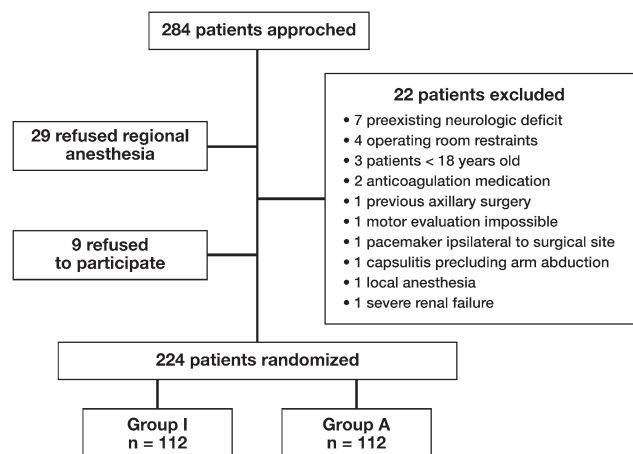 284 patients approched
22 patients excluded
• 7 preexisting neurologic deficit
• 4 operating room restraints
• 3 patients < 18 years old
• 2 anticoagulation medication
• 1 previous axillary surgery
• 1 motor evaluation impossible
• 1 pacemaker ipsilateral to surgical site
• 1 capsulitis precluding arm abduction
• 1 local anesthesia
• 1 severe renal failure
29 refused regional
anesthesia
9 refused
to participate
224 patients randomized
Group I
n = 112
Group A
n = 112